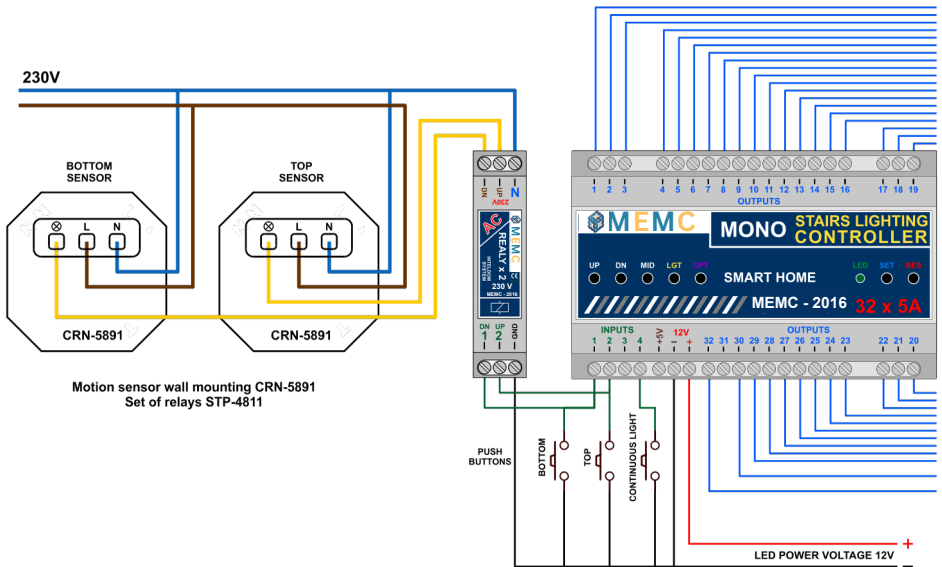 230V
BOTTOM
SENSOR
L N
CRN-5891
TOP
SENSOR
L N
CRN-5891
Motion sensor wall mounting CRN-5891
Set of relays STP-4811
DN UP N
230V
AC
MEMC
REALY x 2
INTELDOM
SYSTEM
230 V
MEMC - 2016
DN UP GND
1 2
PUSH
BUTTONS
BOTTOM
TOP
CONTINUOUS LIGHT
1 2 3 4 5 6 7 8 9 10 11 12 13 14 15 16 17 18 19
OUTPUTS
MEMC
MONO STAIRS LIGHTING
CONTROLLER
UP DN MID LGT OPT
SMART HOME
LED SET RES
MEMC - 2016
32 x 5A
INPUTS
1 2 3 4
+5V
12V
− +
OUTPUTS
32 31 30 29 28 27 26 25 24 23 22 21 20
LED POWER VOLTAGE 12V
+
−